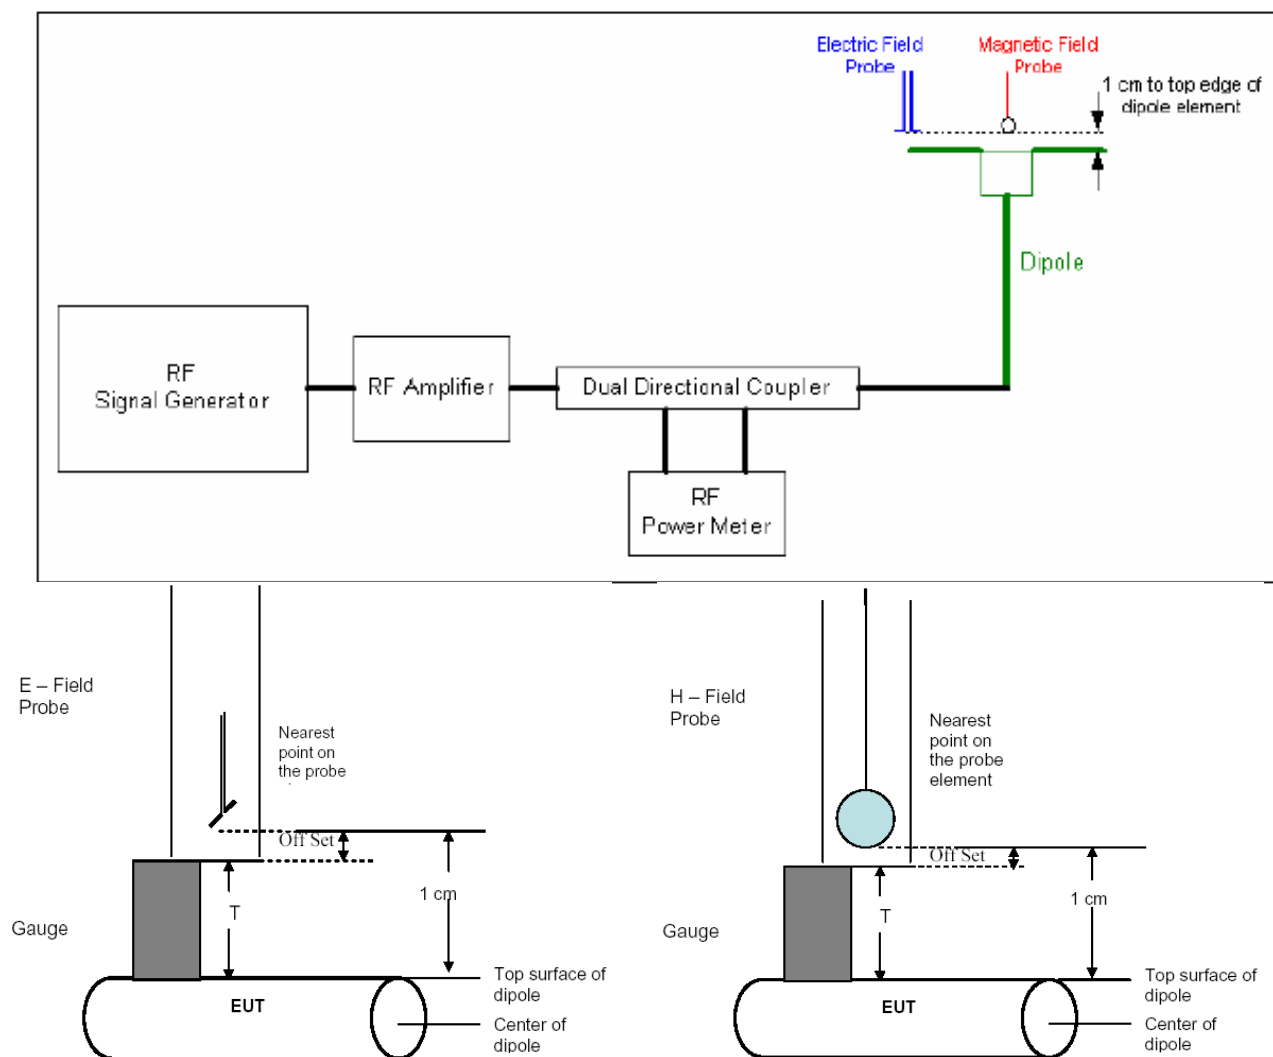 Electric Field
Probe
Magnetic Field
Probe
1 cm to top edge of
dipole element
Dipole
RF
Signal Generator
RF Amplifier
Dual Directional Coupler
RF
Power Meter
E – Field
Probe
Nearest
point on
the probe
Off Set
1 cm
T
Gauge
Top surface of
dipole
EUT
Center of
dipole
H – Field
Probe
Nearest
point on
the probe
element
Off Set
1 cm
T
Gauge
Top surface of
dipole
EUT
Center of
dipole